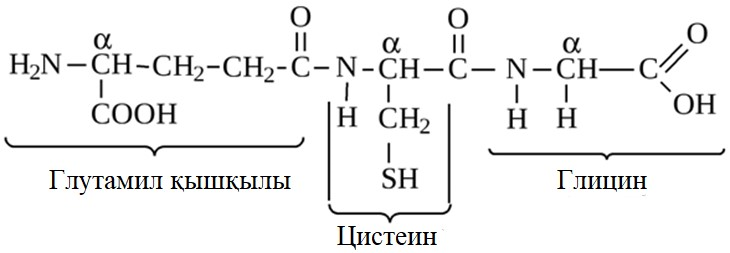 O O O
α α α
H₂N–CH–CH₂–CH₂–C–N–CH–C–N–CH–C
COOH H CH₂ H H OH
SH
Глутамил қышқылы Глицин
Цистеин